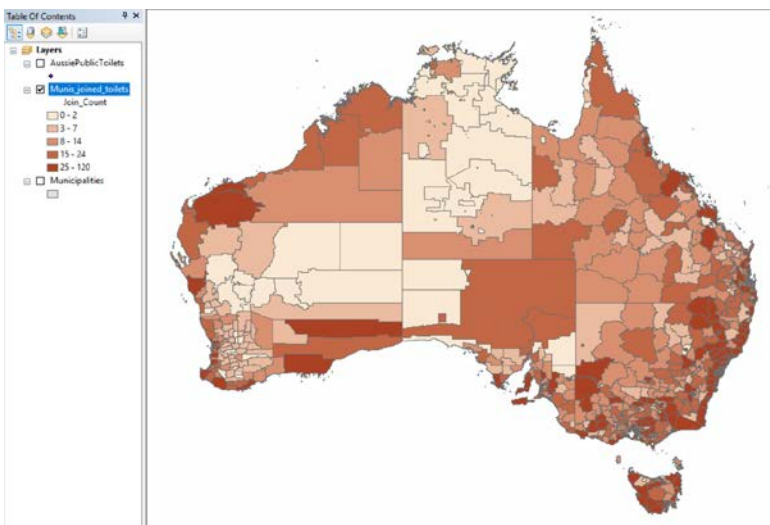 Table Of Contents
Layers
AussiePublicToilets
Munis_joined_toilets
Join_Count
0 - 2
3 - 7
8 - 14
15 - 24
25 - 120
Municipalities